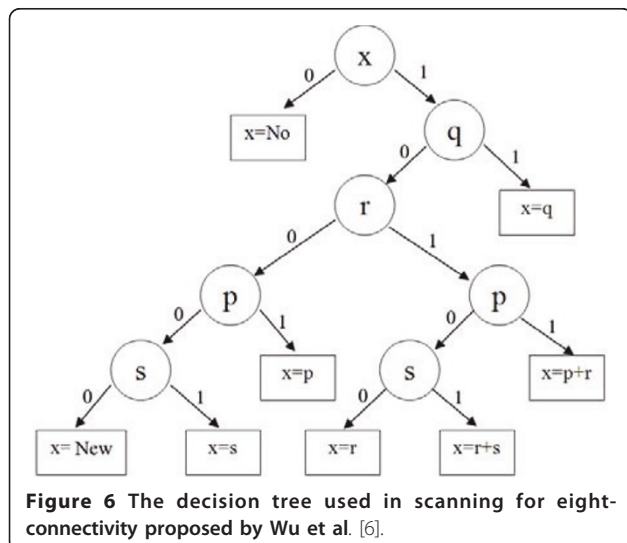 x
0
1
x=No
q
0
1
r
x=q
0
1
p
p
0
1
0
1
s
x=p
s
x=p+r
0
1
0
1
x= New
x=s
x=r
x=r+s
Figure 6 The decision tree used in scanning for eight-
connectivity proposed by Wu et al. [6].